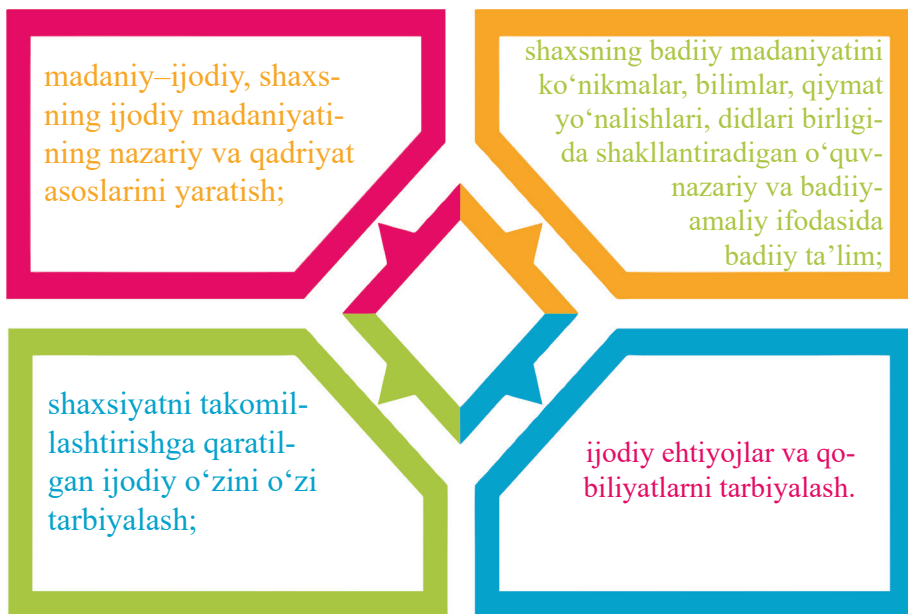 madaniy–ijodiy, shaxs-
ning ijodiy madaniyati-
ning nazariy va qadriyat
asoslarini yaratish;
shaxsning badiiy madaniyatini
ko‘nikmalar, bilimlar, qiymat
yo‘nalishlari, didlari birligi-
da shakllantiradigan o‘quv-
nazariy va badiiy-
amaliy ifodasida
badiiy ta’lim;
shaxsiyatni takomil-
lashtirishga qaratil-
gan ijodiy o‘zini o‘zi
tarbiyalash;
ijodiy ehtiyojlar va qo-
biliyatlarni tarbiyalash.